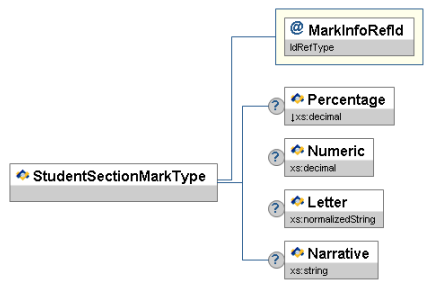 @ MarkInfoRefId
IdRefType
? Percentage
↓xs:decimal
? Numeric
xs:decimal
StudentSectionMarkType
? Letter
xs:normalizedString
? Narrative
xs:string